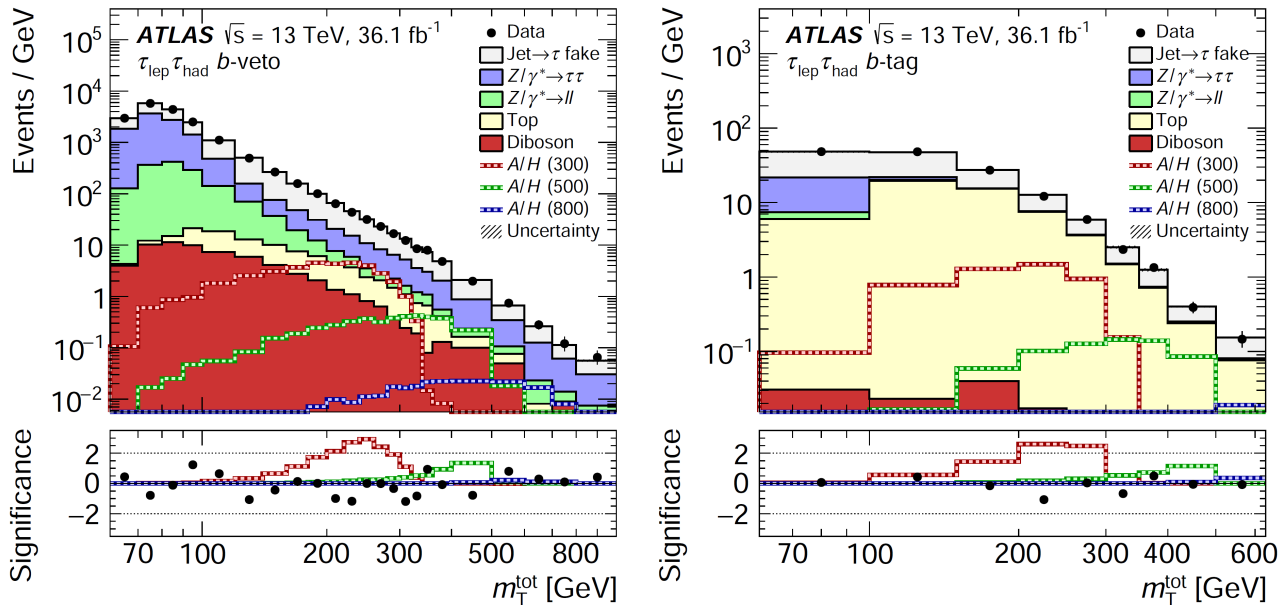 Events / GeV
10⁵
10⁴
10³
10²
10
1
10⁻¹
10⁻²
ATLAS √s = 13 TeV, 36.1 fb⁻¹
τlep τhad b-veto
Data
Jet→τ fake
Z/γ*→ττ
Z/γ*→ll
Top
Diboson
A/H (300)
A/H (500)
A/H (800)
Uncertainty
Significance
2
0
−2
70 100 200 300 500 1000
m_T^tot [GeV]
Events / GeV
10³
10²
10
1
10⁻¹
ATLAS √s = 13 TeV, 36.1 fb⁻¹
τlep τhad b-tag
Data
Jet→τ fake
Z/γ*→ττ
Z/γ*→ll
Top
Diboson
A/H (300)
A/H (500)
A/H (800)
Uncertainty
Significance
2
0
−2
70 100 200 300 400 600
m_T^tot [GeV]